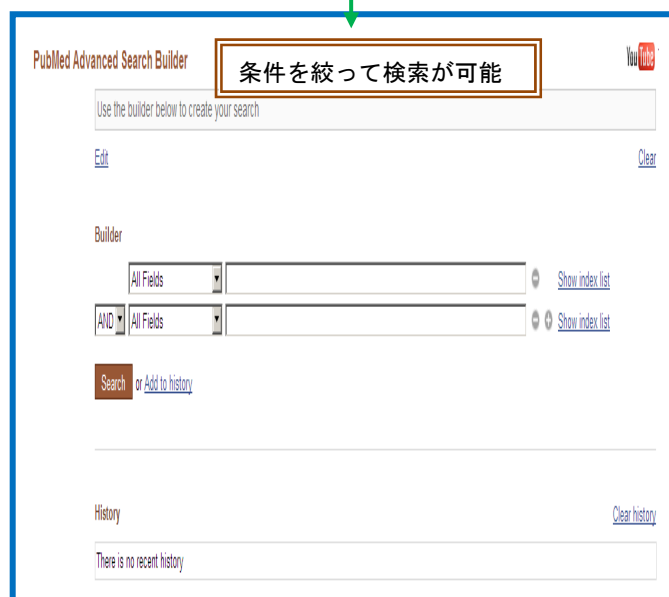 PubMed Advanced Search Builder
条件を絞って検索が可能
YouTube
Use the builder below to create your search
Edit Clear
Builder
All Fields Show index list
AND All Fields Show index list
Search or Add to history
History Clear history
There is no recent history